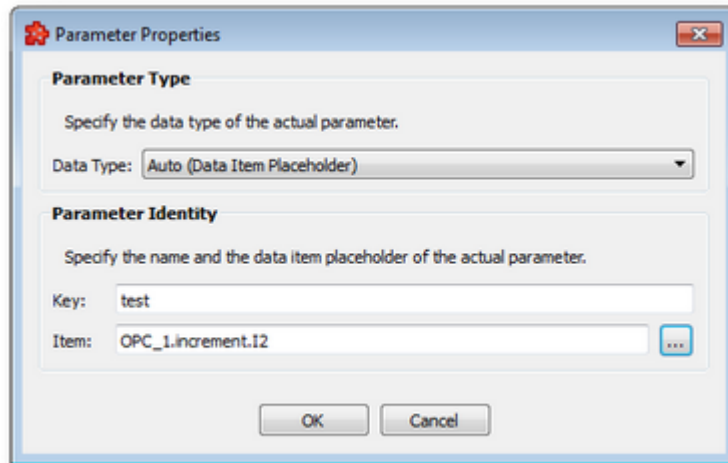 Parameter Properties
Parameter Type
Specify the data type of the actual parameter.
Data Type: Auto (Data Item Placeholder)
Parameter Identity
Specify the name and the data item placeholder of the actual parameter.
Key: test
Item: OPC_1.increment.I2 ...
OK Cancel